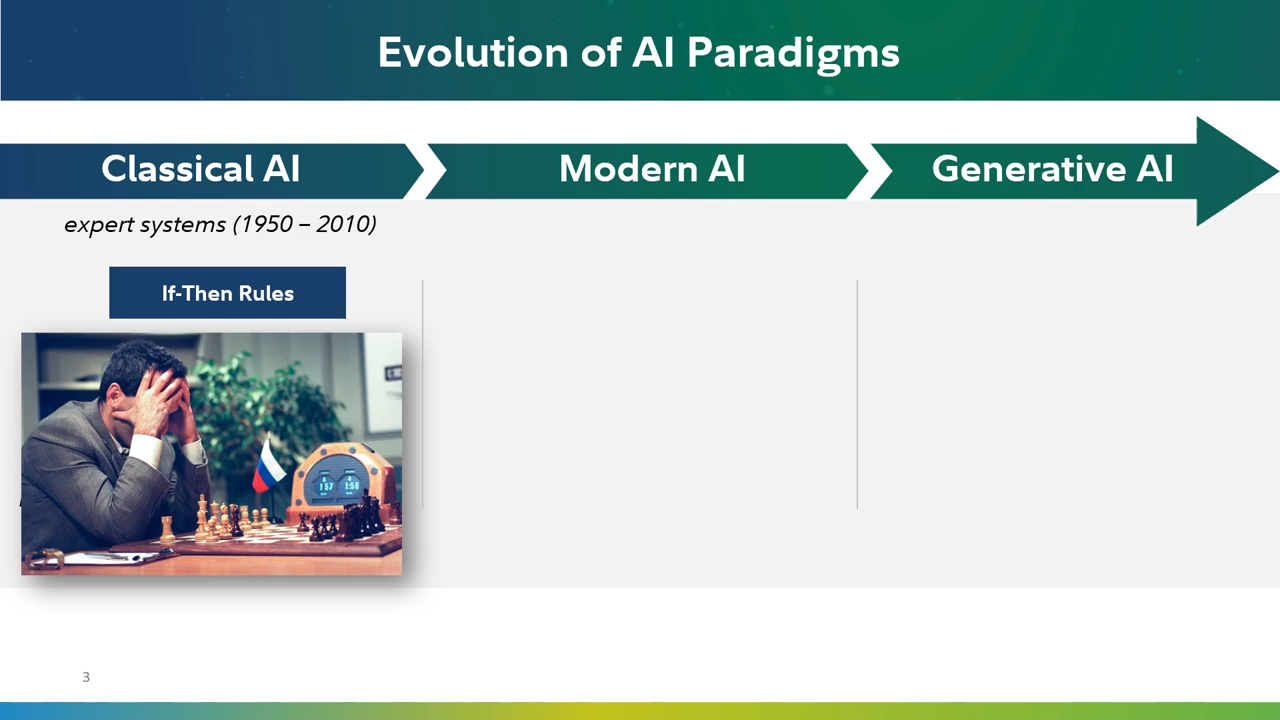 Evolution of AI Paradigms
Classical AI
Modern AI
Generative AI
expert systems (1950 – 2010)
If-Then Rules
3